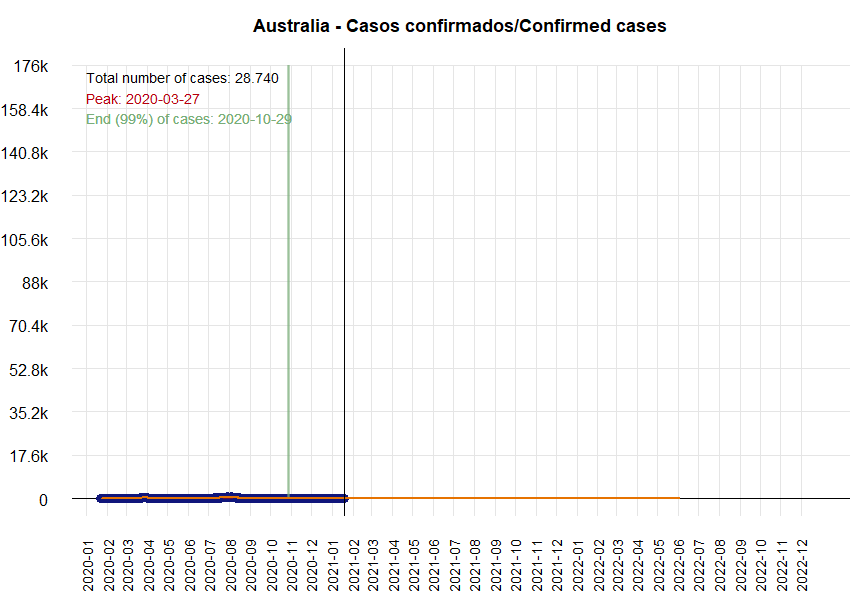 Australia - Casos confirmados/Confirmed cases
176k
158.4k
140.8k
123.2k
105.6k
88k
70.4k
52.8k
35.2k
17.6k
0
Total number of cases: 28.740
Peak: 2020-03-27
End (99%) of cases: 2020-10-29
2020-01
2020-02
2020-03
2020-04
2020-05
2020-06
2020-07
2020-08
2020-09
2020-10
2020-11
2020-12
2021-01
2021-02
2021-03
2021-04
2021-05
2021-06
2021-07
2021-08
2021-09
2021-10
2021-11
2021-12
2022-01
2022-02
2022-03
2022-04
2022-05
2022-06
2022-07
2022-08
2022-09
2022-10
2022-11
2022-12